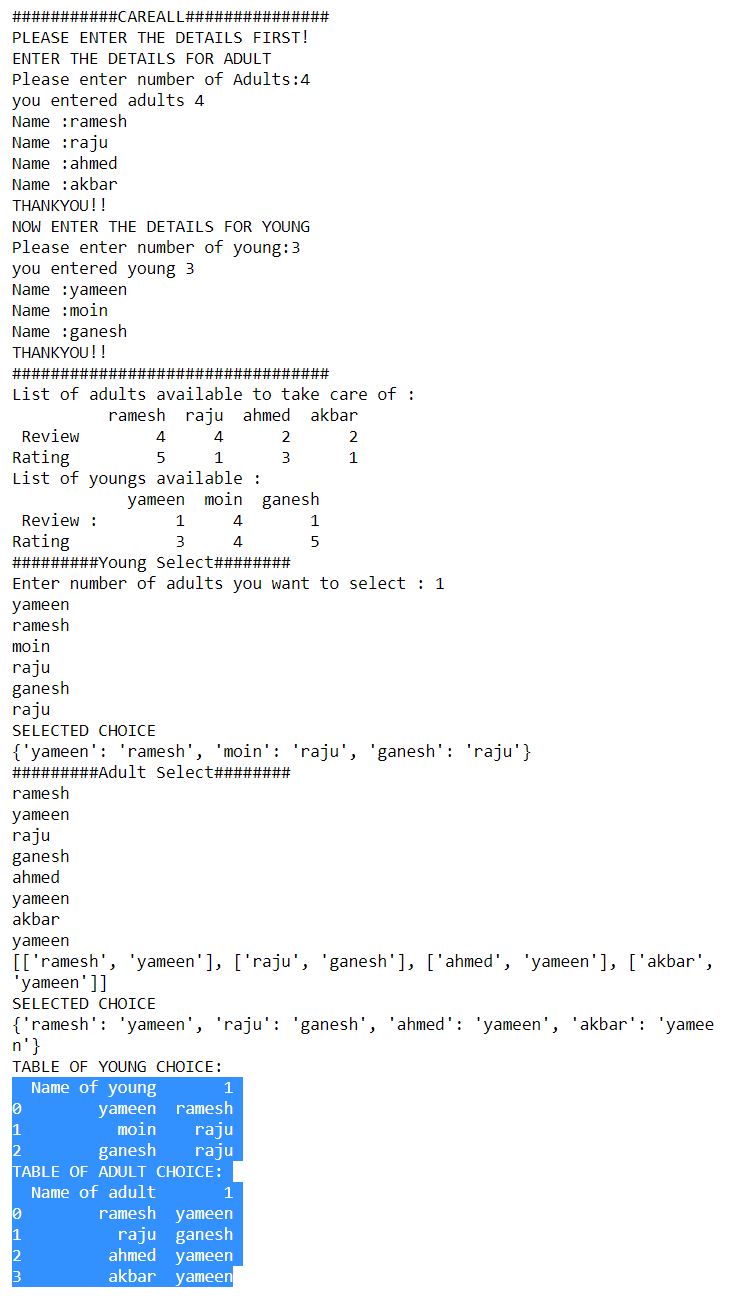 ###########CAREALL###############
PLEASE ENTER THE DETAILS FIRST!
ENTER THE DETAILS FOR ADULT
Please enter number of Adults:4
you entered adults 4
Name :ramesh
Name :raju
Name :ahmed
Name :akbar
THANKYOU!!
NOW ENTER THE DETAILS FOR YOUNG
Please enter number of young:3
you entered young 3
Name :yameen
Name :moin
Name :ganesh
THANKYOU!!
#################################
List of adults available to take care of :
          ramesh  raju  ahmed  akbar
 Review        4     4      2      2
Rating         5     1      3      1
List of youngs available :
            yameen  moin  ganesh
 Review :        1     4       1
Rating           3     4       5
#########Young Select########
Enter number of adults you want to select : 1
yameen
ramesh
moin
raju
ganesh
raju
SELECTED CHOICE
{'yameen': 'ramesh', 'moin': 'raju', 'ganesh': 'raju'}
#########Adult Select########
ramesh
yameen
raju
ganesh
ahmed
yameen
akbar
yameen
[['ramesh', 'yameen'], ['raju', 'ganesh'], ['ahmed', 'yameen'], ['akbar',
'yameen']]
SELECTED CHOICE
{'ramesh': 'yameen', 'raju': 'ganesh', 'ahmed': 'yameen', 'akbar': 'yamee
n'}
TABLE OF YOUNG CHOICE:
  Name of young       1
0        yameen  ramesh
1          moin    raju
2        ganesh    raju
TABLE OF ADULT CHOICE:
  Name of adult       1
0        ramesh  yameen
1          raju  ganesh
2         ahmed  yameen
3         akbar  yameen